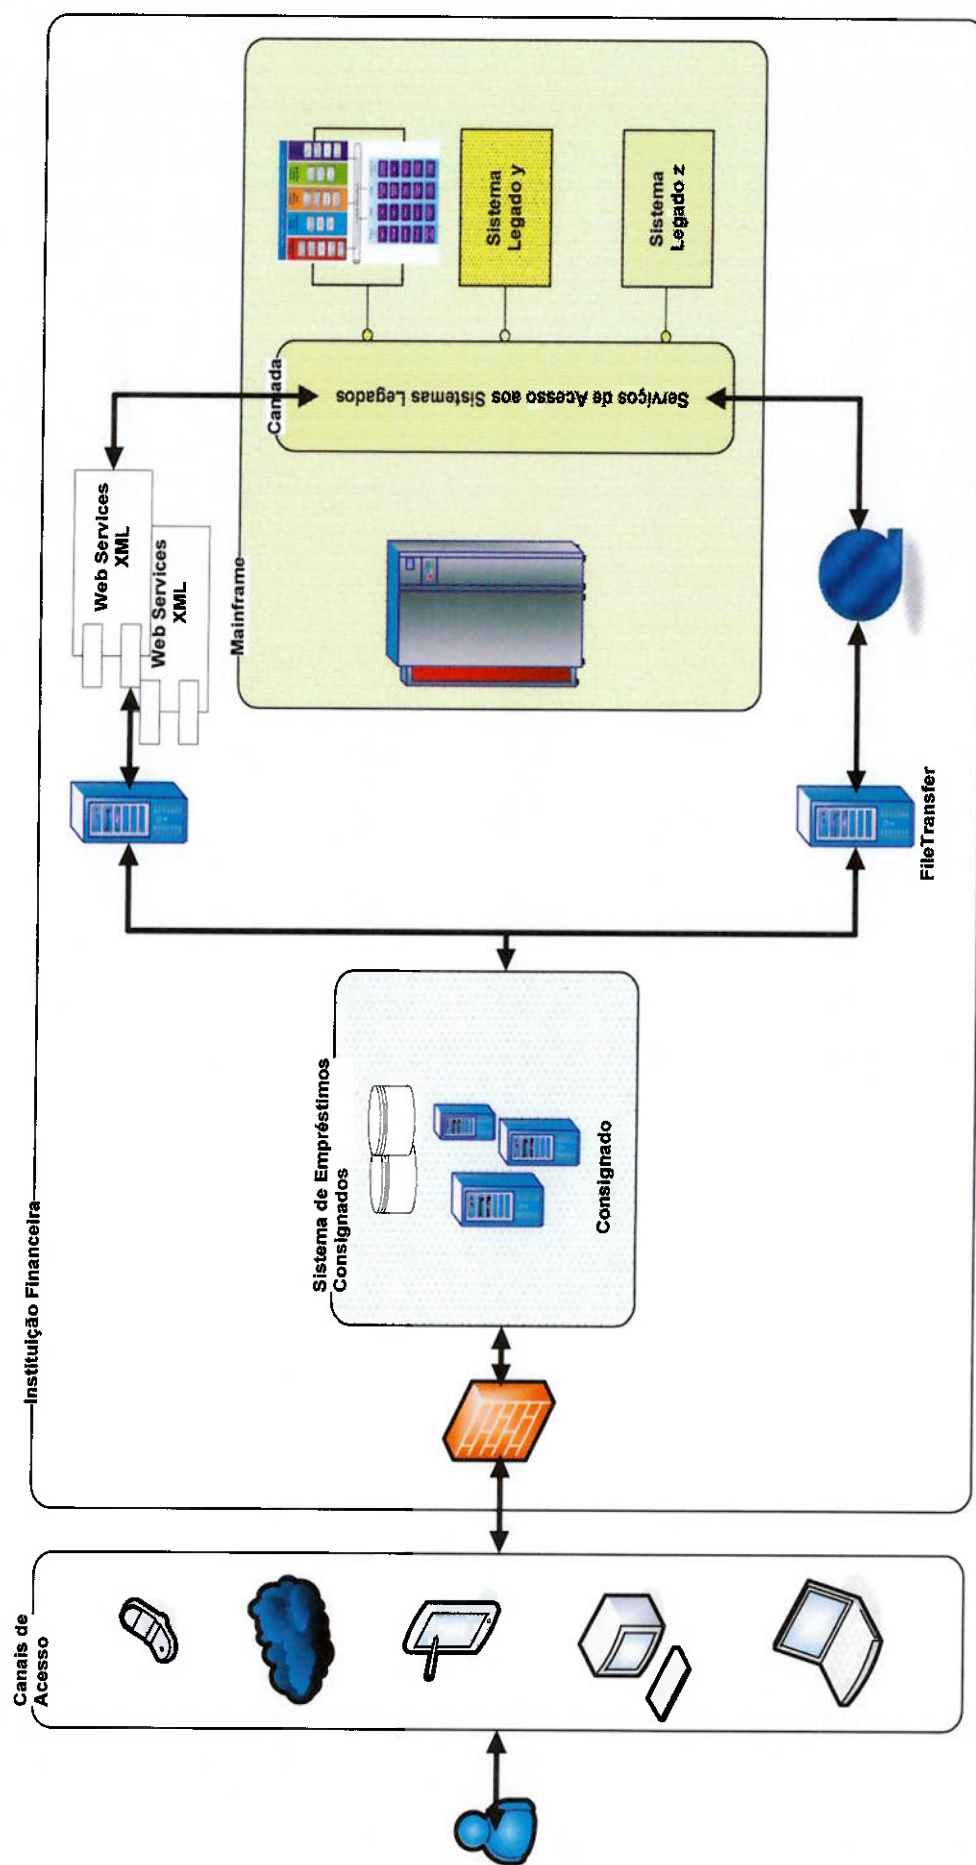 Canais de
Acesso
Instituição Financeira
Sistema de Empréstimos
Consignados
Consignado
FileTransfer
Web Services
XML
Web Services
XML
Mainframe
Camada
Serviços de Acesso aos Sistemas Legados
Sistema
Legado y
Sistema
Legado z